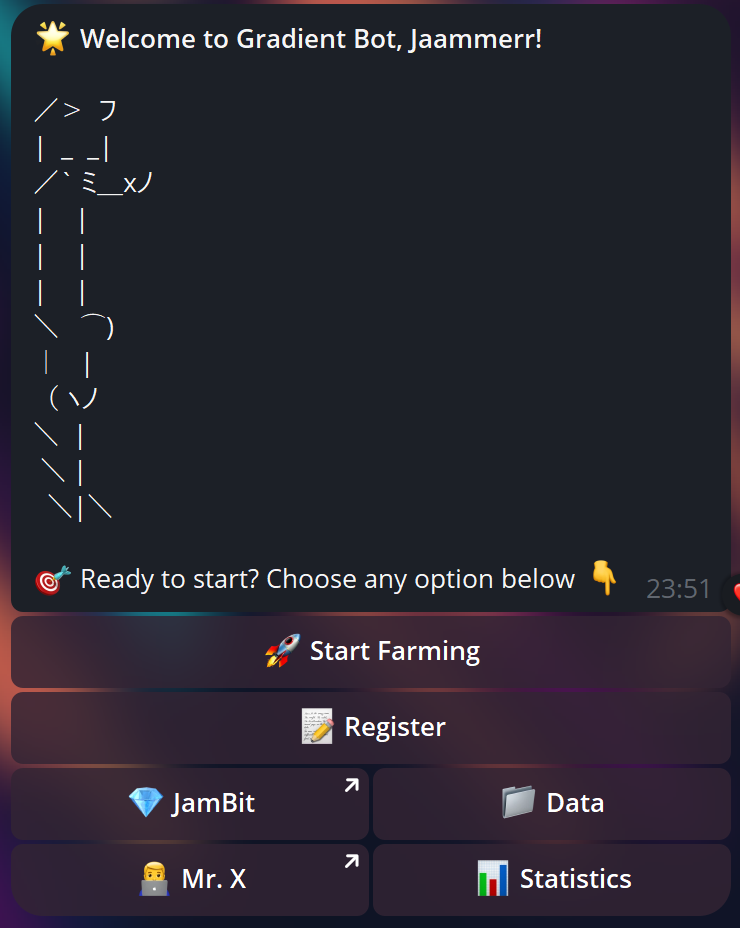 🌟 Welcome to Gradient Bot, Jaammerr!
／＞ フ
| _ _|
／` ミ__xノ
| |
| |
| |
＼ ⌒)
︱ |
（ ヽノ
＼ |
＼ |
＼|＼
🎯 Ready to start? Choose any option below 👇
23:51
🚀 Start Farming
📝 Register
💎 JamBit
📁 Data
👨‍💻 Mr. X
📊 Statistics